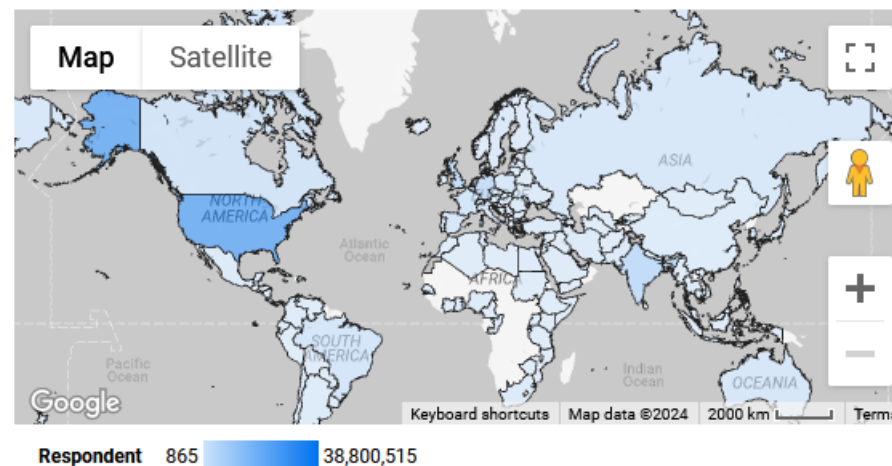 Map Satellite
ASIA
NORTH
AMERICA
Atlantic
Ocean
AFRICA
SOUTH
AMERICA
Pacific
Ocean
Indian
Ocean
OCEANIA
Google
Keyboard shortcuts Map data ©2024 2000 km Terms
Respondent 865 38,800,515